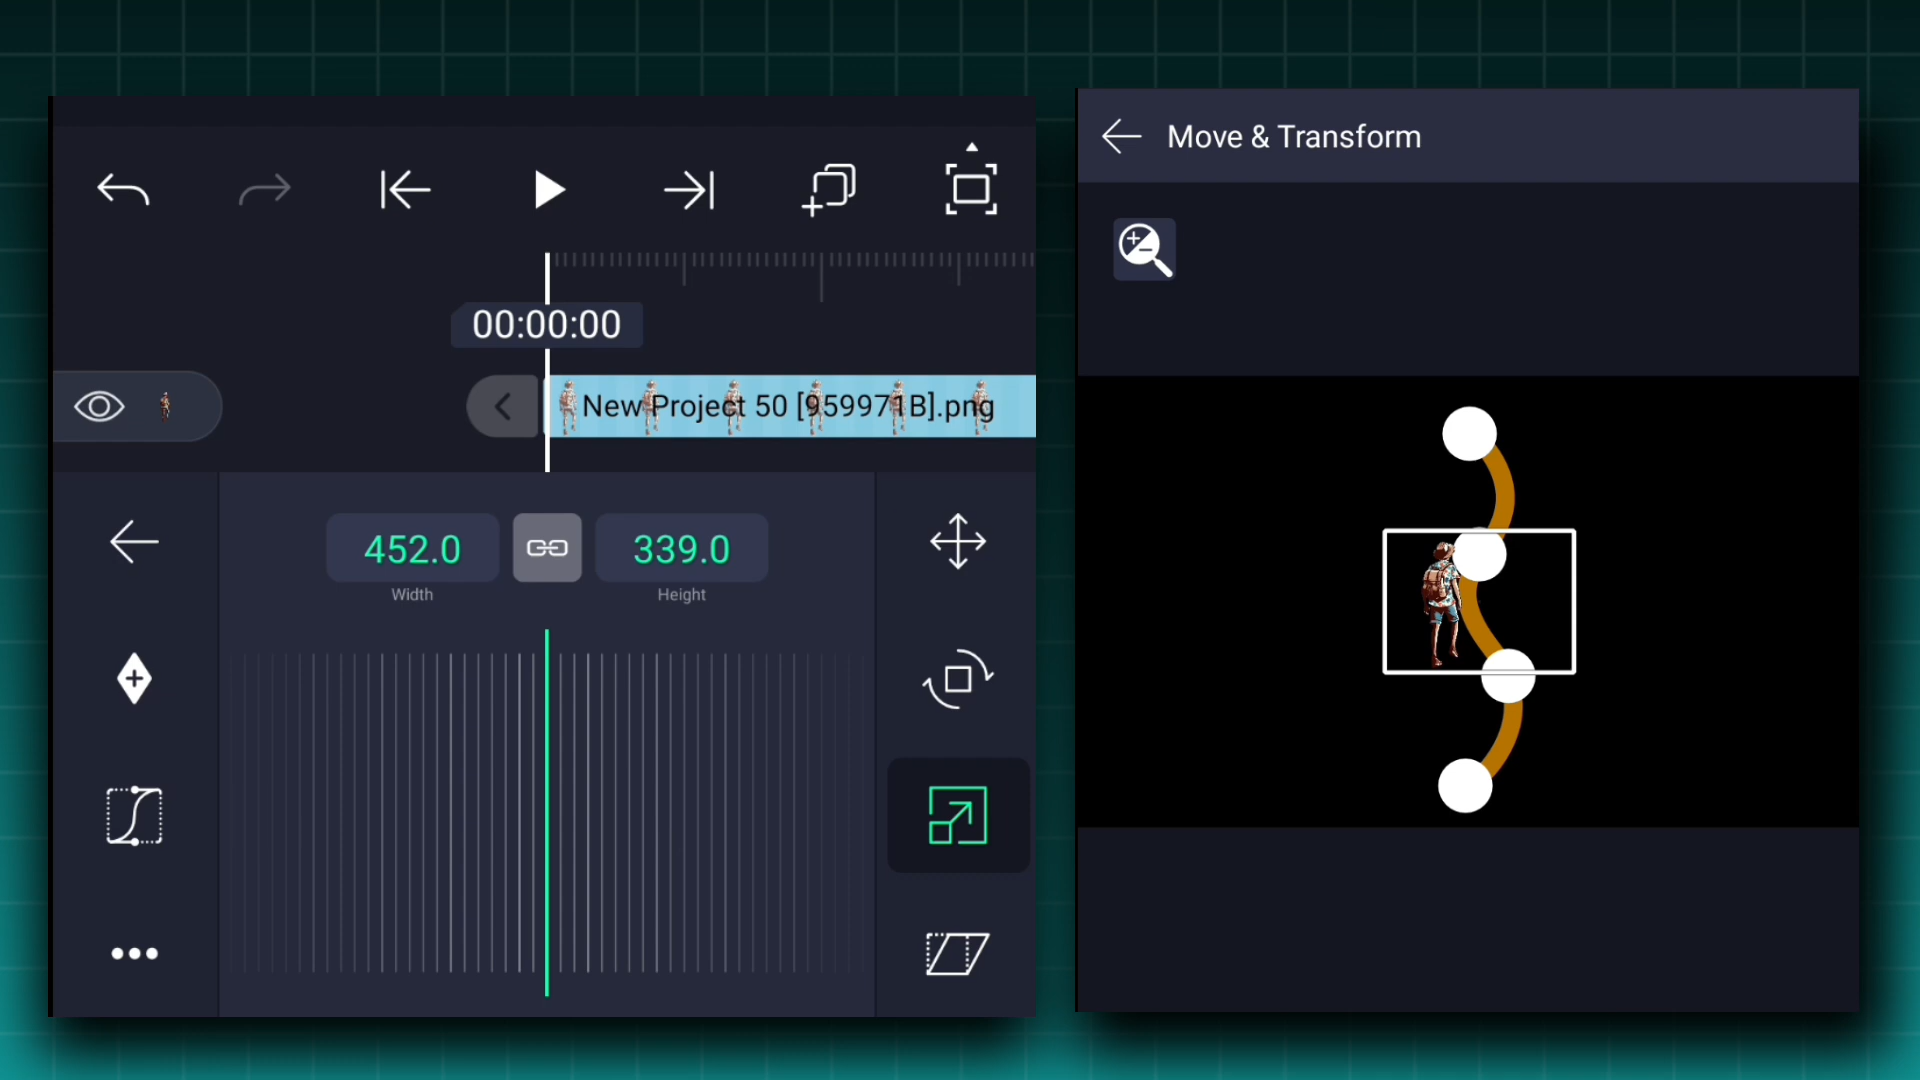 00:00:00
New Project 50 [959971B].png
452.0
339.0
Width
Height
Move & Transform